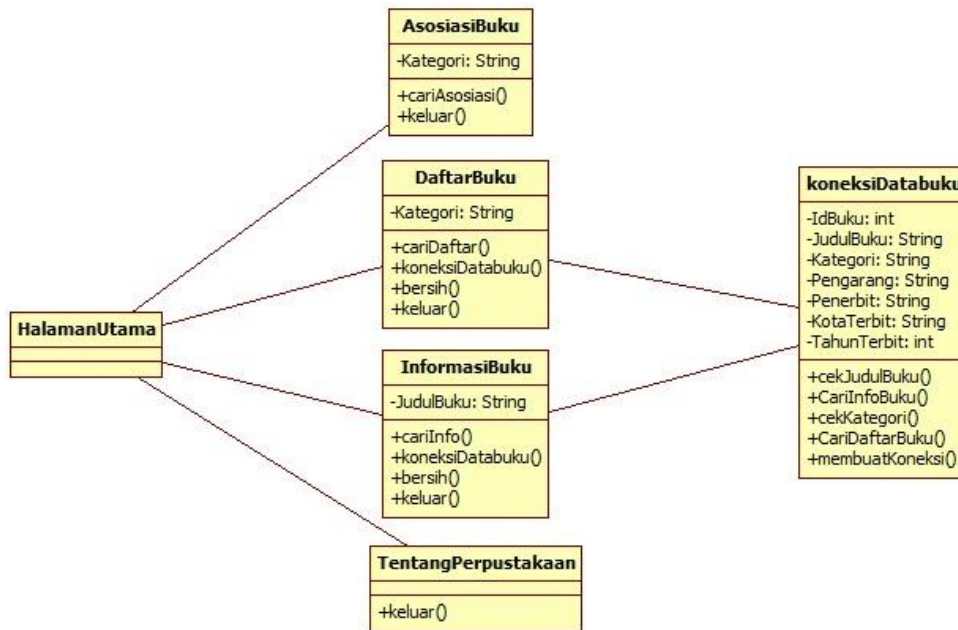 AsosiasiBuku
-Kategori: String
+cariAsosiasi()
+keluar()
DaftarBuku
-Kategori: String
+cariDaftar()
+koneksiDatabuku()
+bersih()
+keluar()
koneksiDatabuku
-IdBuku: int
-JudulBuku: String
-Kategori: String
-Pengarang: String
-Penerbit: String
-KotaTerbit: String
-TahunTerbit: int
+cekJudulBuku()
+CariInfoBuku()
+cekKategori()
+CariDaftarBuku()
+membuatKoneksi()
HalamanUtama
InformasiBuku
-JudulBuku: String
+cariInfo()
+koneksiDatabuku()
+bersih()
+keluar()
TentangPerpustakaan
+keluar()